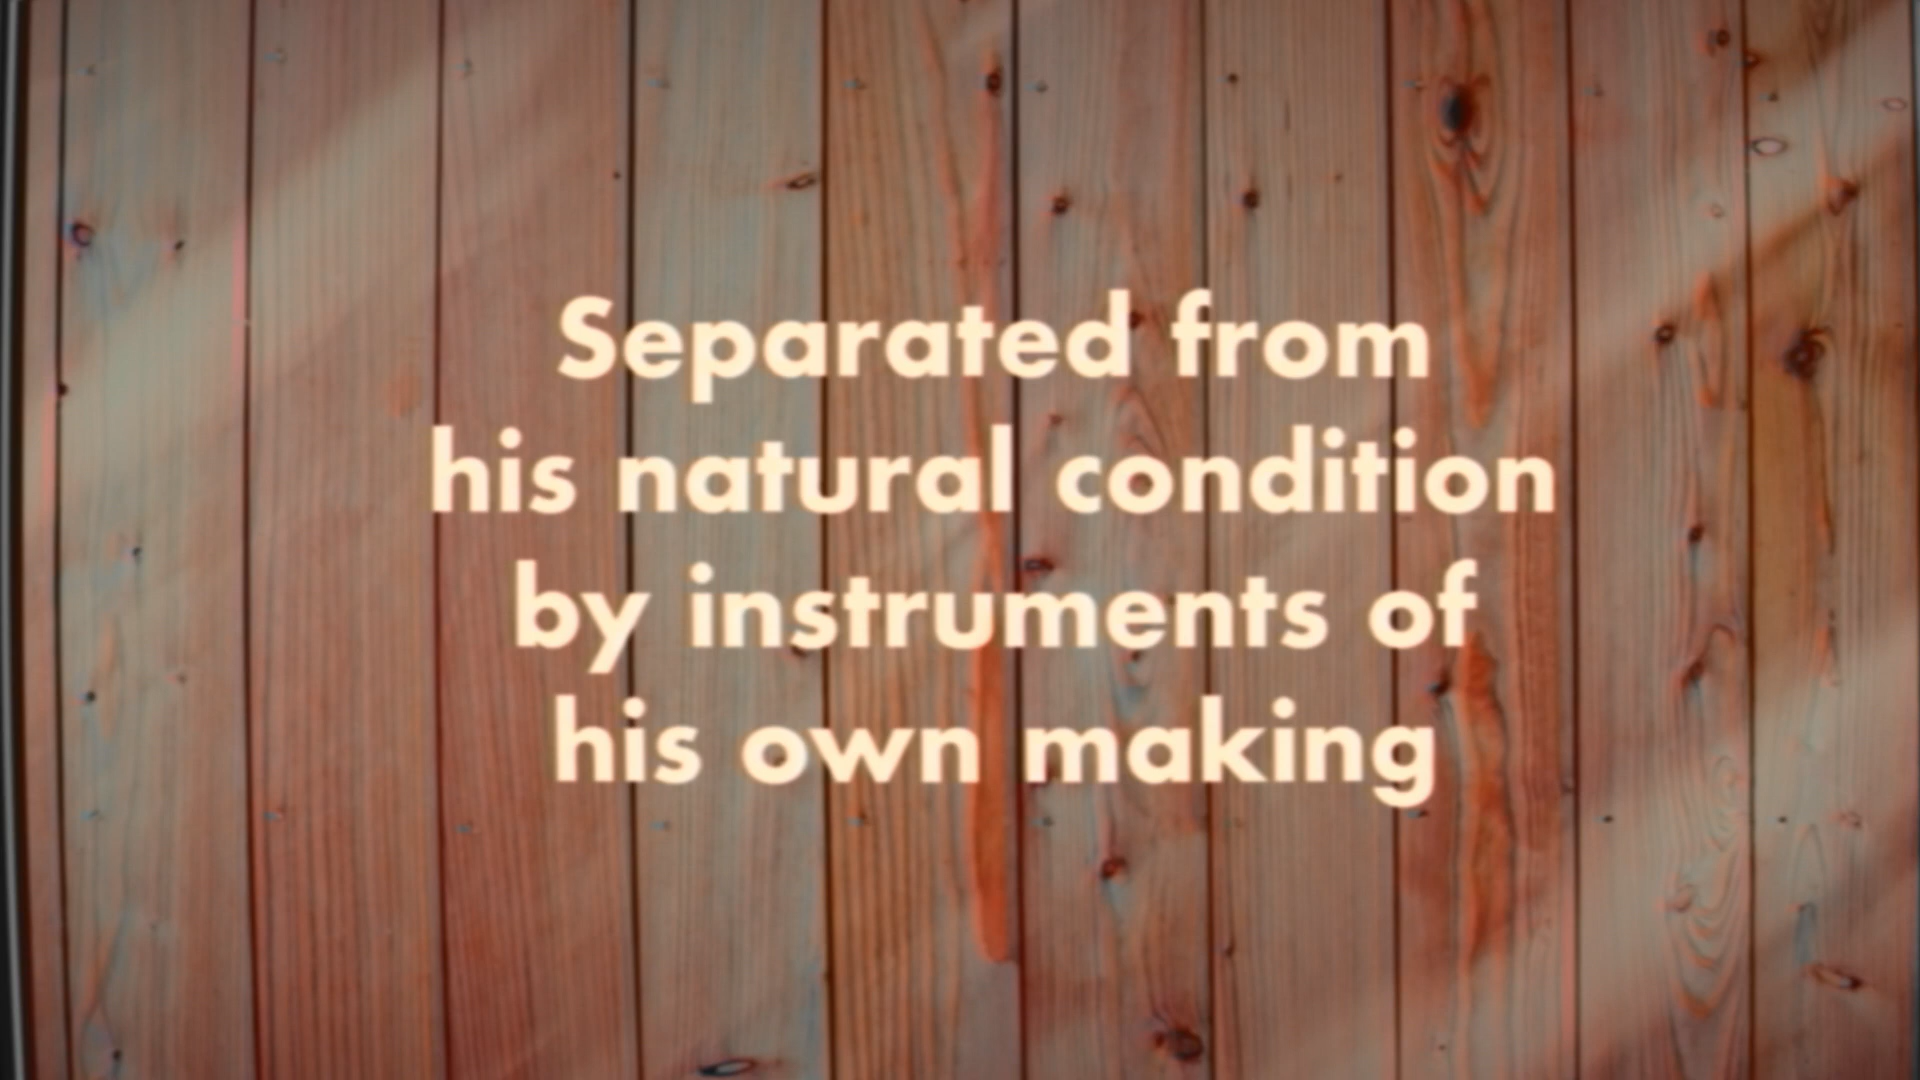 Separated from
his natural condition
by instruments of
his own making